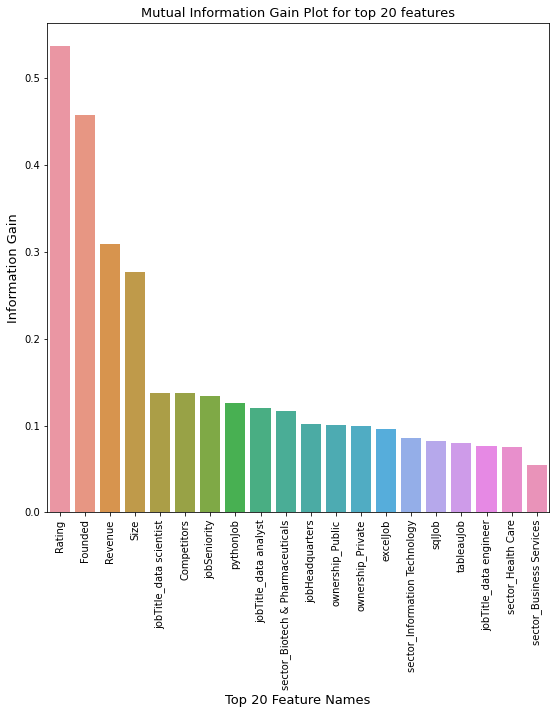 Mutual Information Gain Plot for top 20 features
Information Gain
0.5
0.4
0.3
0.2
0.1
0.0
Rating
Founded
Revenue
Size
jobTitle_data scientist
Competitors
jobSeniority
pythonJob
jobTitle_data analyst
sector_Biotech & Pharmaceuticals
jobHeadquarters
ownership_Public
ownership_Private
excelJob
sector_Information Technology
sqlJob
tableauJob
jobTitle_data engineer
sector_Health Care
sector_Business Services
Top 20 Feature Names